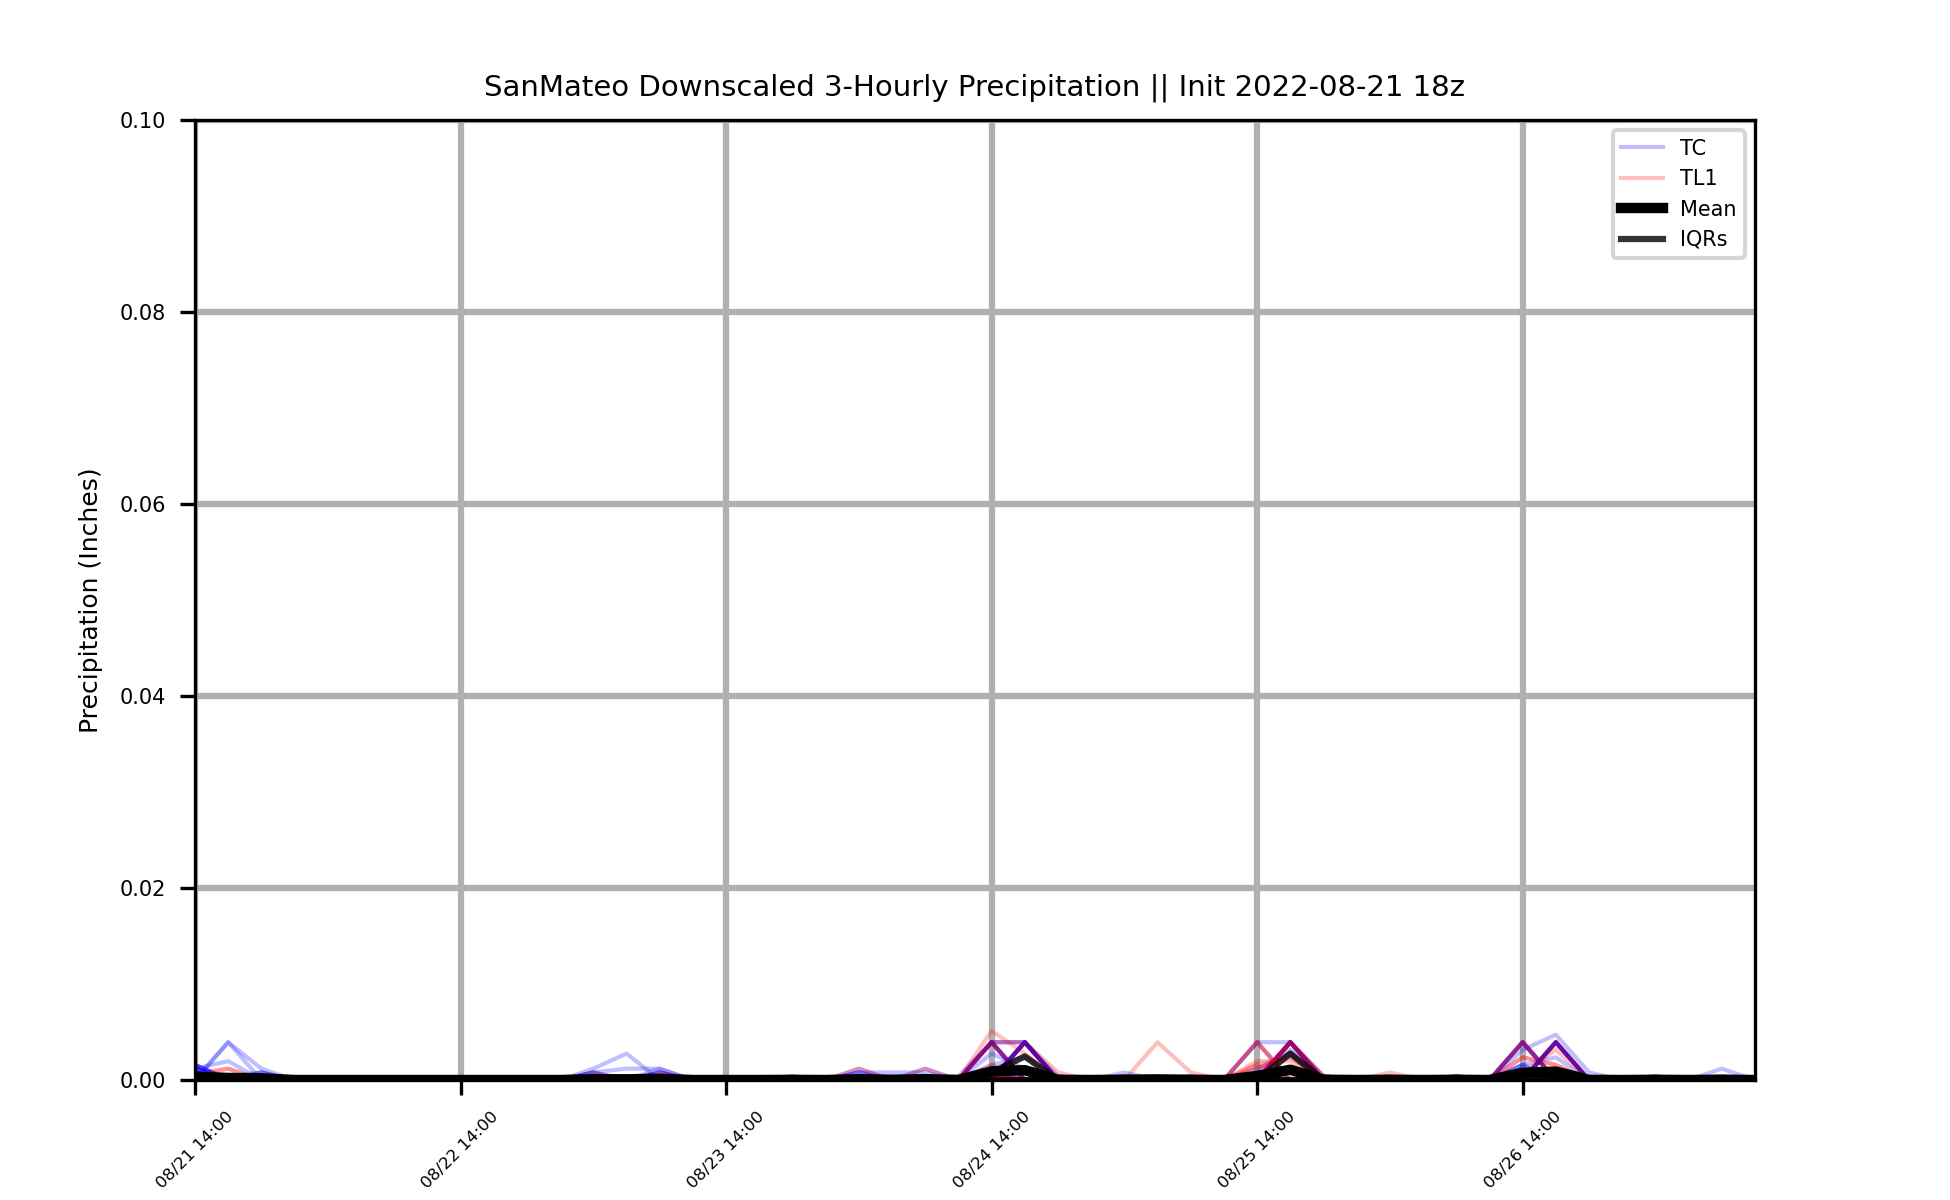 SanMateo Downscaled 3-Hourly Precipitation || Init 2022-08-21 18z
TC
TL1
Mean
IQRs
Precipitation (Inches)
0.10
0.08
0.06
0.04
0.02
0.00
08/21 14:00
08/22 14:00
08/23 14:00
08/24 14:00
08/25 14:00
08/26 14:00